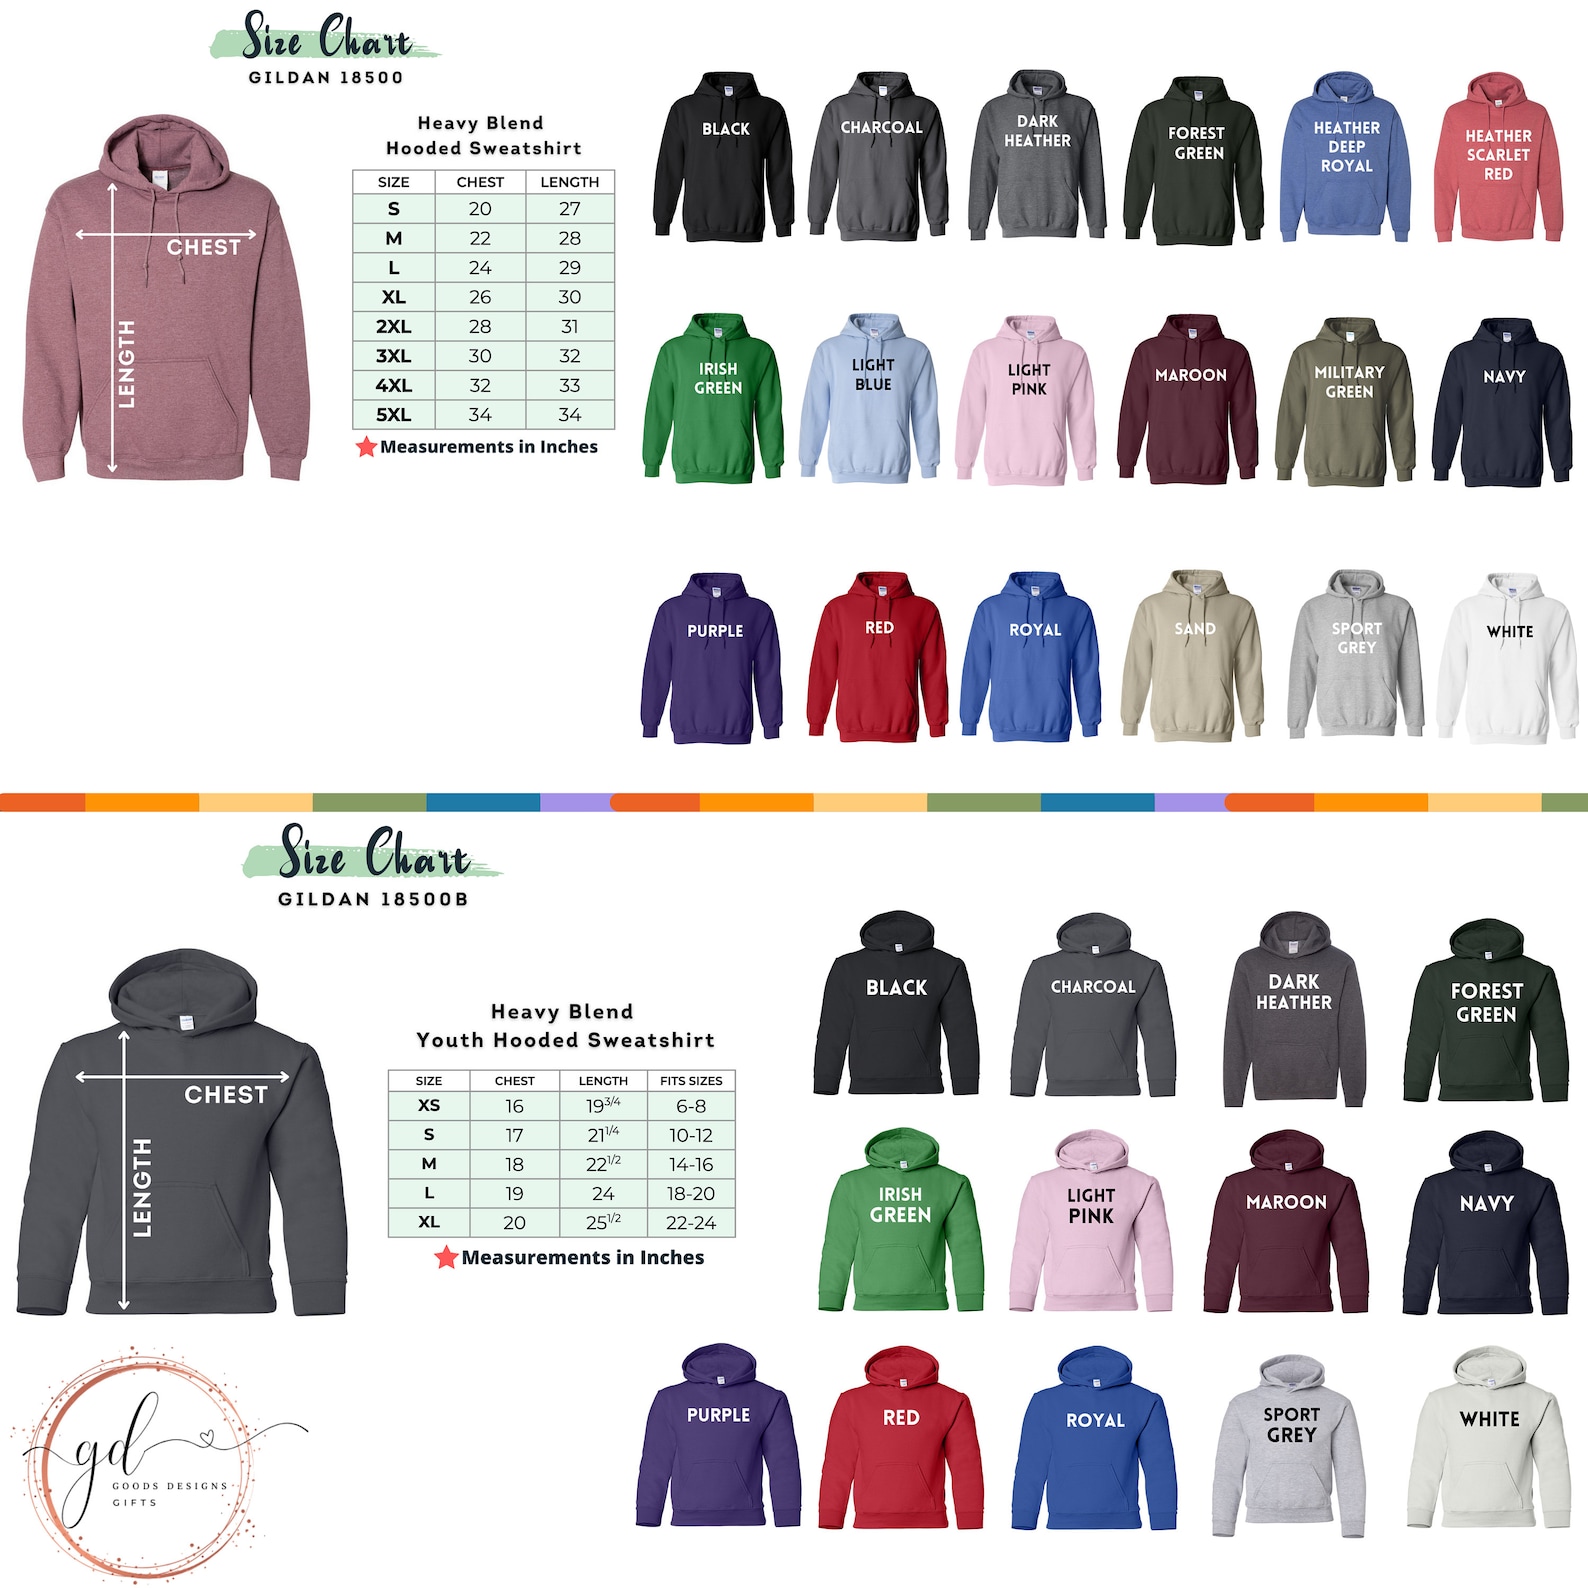 Size Chart
GILDAN 18500
Heavy Blend
Hooded Sweatshirt
SIZE CHEST LENGTH
S 20 27
M 22 28
L 24 29
XL 26 30
2XL 28 31
3XL 30 32
4XL 32 33
5XL 34 34
Measurements in Inches
CHEST
LENGTH
BLACK
CHARCOAL
DARK
HEATHER
FOREST
GREEN
HEATHER
DEEP
ROYAL
HEATHER
SCARLET
RED
IRISH
GREEN
LIGHT
BLUE
LIGHT
PINK
MAROON
MILITARY
GREEN
NAVY
PURPLE
RED
ROYAL
SAND
SPORT
GREY
WHITE
Size Chart
GILDAN 18500B
Heavy Blend
Youth Hooded Sweatshirt
SIZE CHEST LENGTH FITS SIZES
XS 16 19 3/4 6-8
S 17 21 1/4 10-12
M 18 22 1/2 14-16
L 19 24 18-20
XL 20 25 1/2 22-24
Measurements in Inches
CHEST
LENGTH
BLACK
CHARCOAL
DARK
HEATHER
FOREST
GREEN
IRISH
GREEN
LIGHT
PINK
MAROON
NAVY
PURPLE
RED
ROYAL
SPORT
GREY
WHITE
gd
GOODS DESIGNS
GIFTS